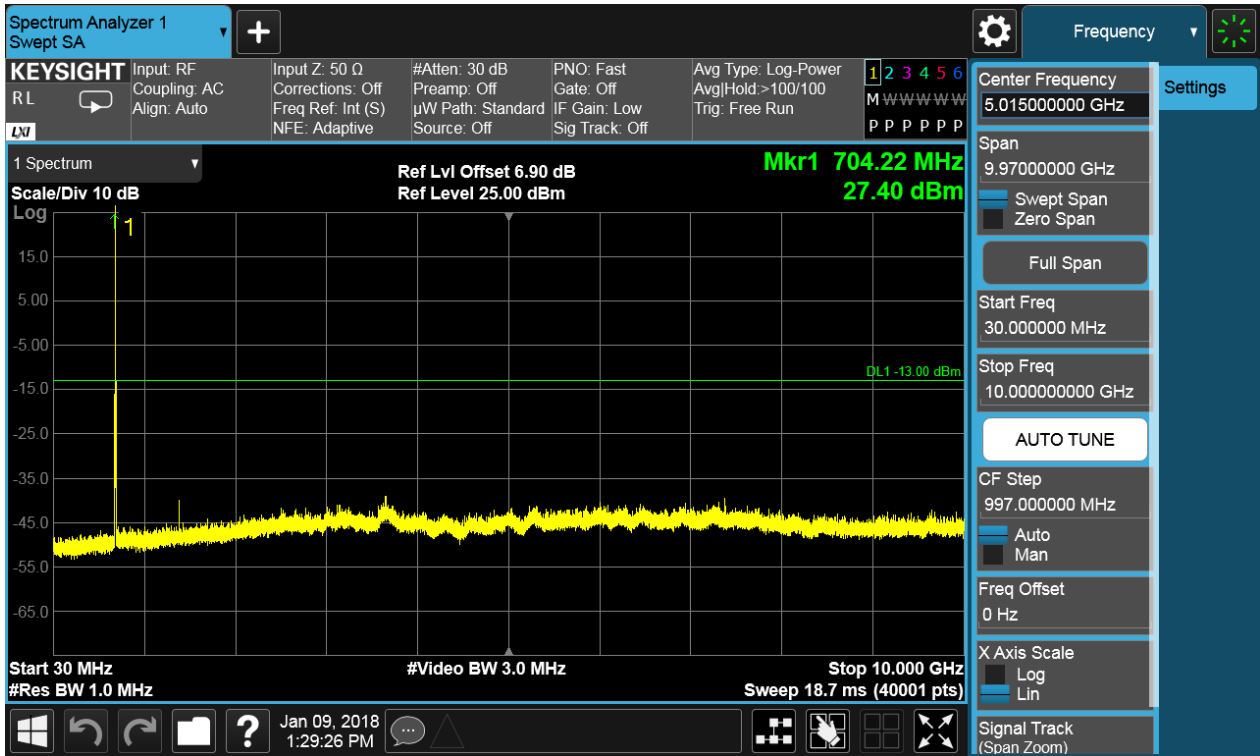 Spectrum Analyzer 1
Swept SA
Frequency
KEYSIGHT
RL
LXI
Input: RF
Coupling: AC
Align: Auto
Input Z: 50 Ω
Corrections: Off
Freq Ref: Int (S)
NFE: Adaptive
#Atten: 30 dB
Preamp: Off
µW Path: Standard
Source: Off
PNO: Fast
Gate: Off
IF Gain: Low
Sig Track: Off
Avg Type: Log-Power
Avg|Hold:>100/100
Trig: Free Run
1 2 3 4 5 6
M W W W W W
P P P P P P
1 Spectrum
Scale/Div 10 dB
Log
Ref Lvl Offset 6.90 dB
Ref Level 25.00 dBm
Mkr1 704.22 MHz
27.40 dBm
1
15.0
5.00
-5.00
-15.0
-25.0
-35.0
-45.0
-55.0
-65.0
DL1 -13.00 dBm
Start 30 MHz
#Res BW 1.0 MHz
#Video BW 3.0 MHz
Stop 10.000 GHz
Sweep 18.7 ms (40001 pts)
Center Frequency
5.015000000 GHz
Span
9.97000000 GHz
Swept Span
Zero Span
Full Span
Start Freq
30.000000 MHz
Stop Freq
10.000000000 GHz
AUTO TUNE
CF Step
997.000000 MHz
Auto
Man
Freq Offset
0 Hz
X Axis Scale
Log
Lin
Signal Track
(Span Zoom)
Settings
?
Jan 09, 2018
1:29:26 PM